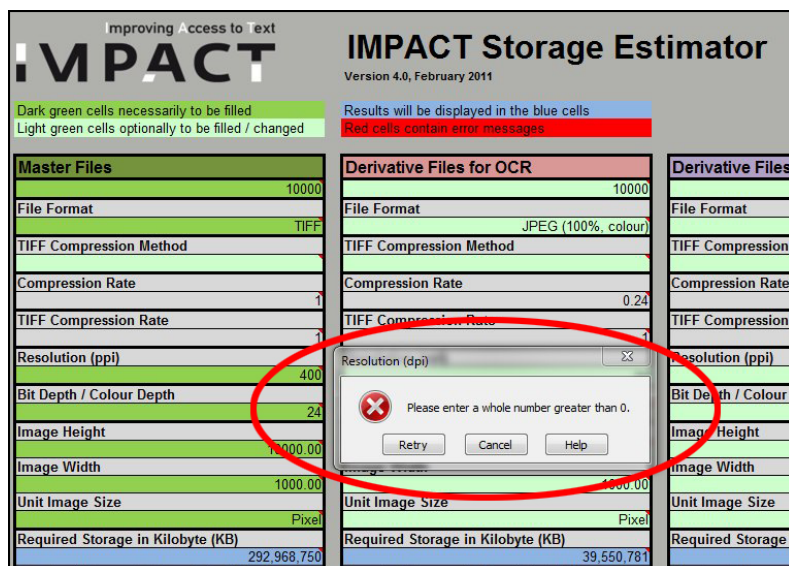 Improving Access to Text
IMPACT
IMPACT Storage Estimator
Version 4.0, February 2011
Dark green cells necessarily to be filled
Light green cells optionally to be filled / changed
Results will be displayed in the blue cells
Red cells contain error messages
Master Files
10000
File Format
TIFF
TIFF Compression Method
Compression Rate
1
TIFF Compression Rate
1
Resolution (ppi)
400
Bit Depth / Colour Depth
24
Image Height
10000.00
Image Width
1000.00
Unit Image Size
Pixel
Required Storage in Kilobyte (KB)
292,968,750
Derivative Files for OCR
10000
File Format
JPEG (100%, colour)
TIFF Compression Method
Compression Rate
0.24
TIFF Compression Rate
1
Resolution (dpi)
Please enter a whole number greater than 0.
Retry Cancel Help
Image Width
1000.00
Unit Image Size
Pixel
Required Storage in Kilobyte (KB)
39,550,781
Derivative Files
File Format
TIFF Compression
Compression Rate
TIFF Compression
Resolution (ppi)
Bit Depth / Colour
Image Height
Image Width
Unit Image Size
Required Storage